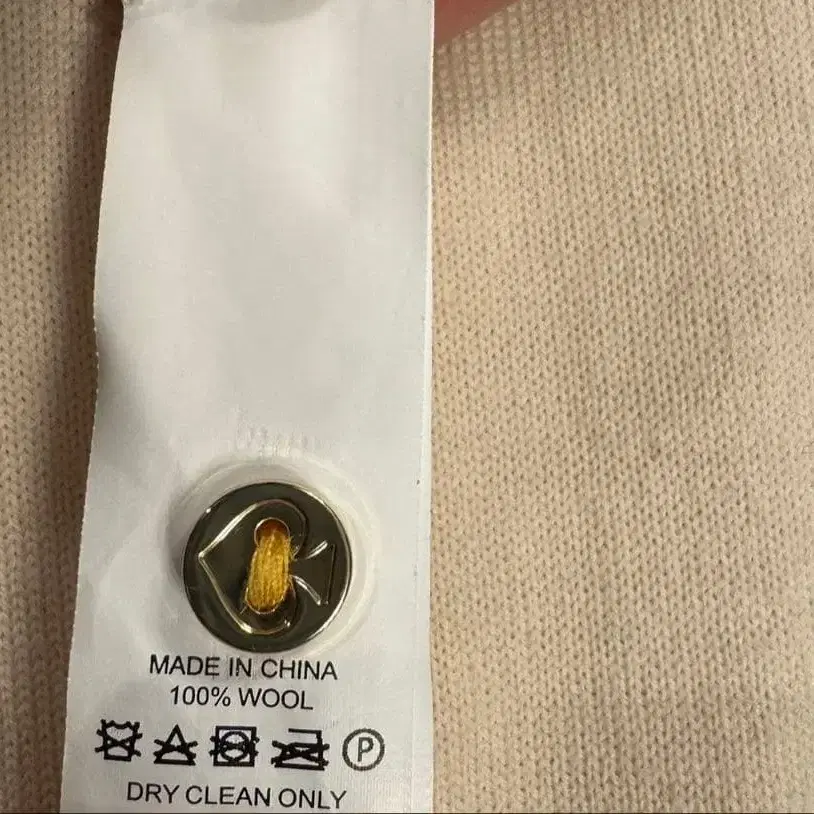 MADE IN CHINA
100% WOOL
P
DRY CLEAN ONLY